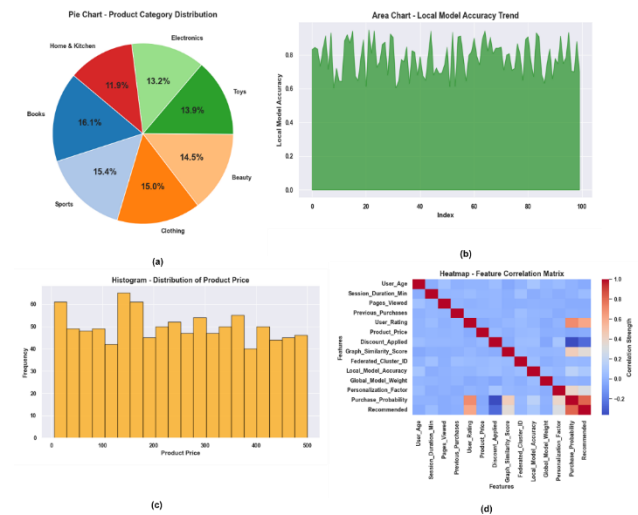 Pie Chart - Product Category Distribution
Electronics
Home & Kitchen
13.2%
11.9%
Toys
13.9%
Books
16.1%
14.5%
Beauty
15.4%
15.0%
Sports
Clothing
(a)
Area Chart - Local Model Accuracy Trend
Local Model Accuracy
0.8
0.6
0.4
0.2
0.0
0 20 40 60 80 100
Index
(b)
Histogram - Distribution of Product Price
Frequency
60
50
40
30
20
10
0
0 100 200 300 400 500
Product Price
(c)
Heatmap - Feature Correlation Matrix
Features
User_Age
Session_Duration_Min
Pages_Viewed
Previous_Purchases
User_Rating
Product_Price
Discount_Applied
Graph_Similarity_Score
Federated_Cluster_ID
Local_Model_Accuracy
Global_Model_Weight
Personalization_Factor
Purchase_Probability
Recommended
User_Age
Session_Duration_Min
Pages_Viewed
Previous_Purchases
User_Rating
Product_Price
Discount_Applied
Graph_Similarity_Score
Federated_Cluster_ID
Local_Model_Accuracy
Global_Model_Weight
Personalization_Factor
Purchase_Probability
Recommended
Features
1.0
0.8
0.6
0.4
0.2
0.0
-0.2
Correlation Strength
(d)